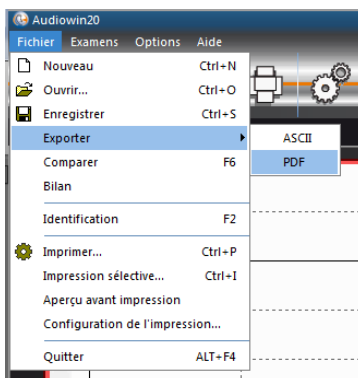 Audiowin20
Fichier Examens Options Aide
Nouveau Ctrl+N
Ouvrir... Ctrl+O
Enregistrer Ctrl+S
Exporter ASCII
Comparer F6 PDF
Bilan
Identification F2
Imprimer... Ctrl+P
Impression sélective... Ctrl+I
Aperçu avant impression
Configuration de l'impression...
Quitter ALT+F4